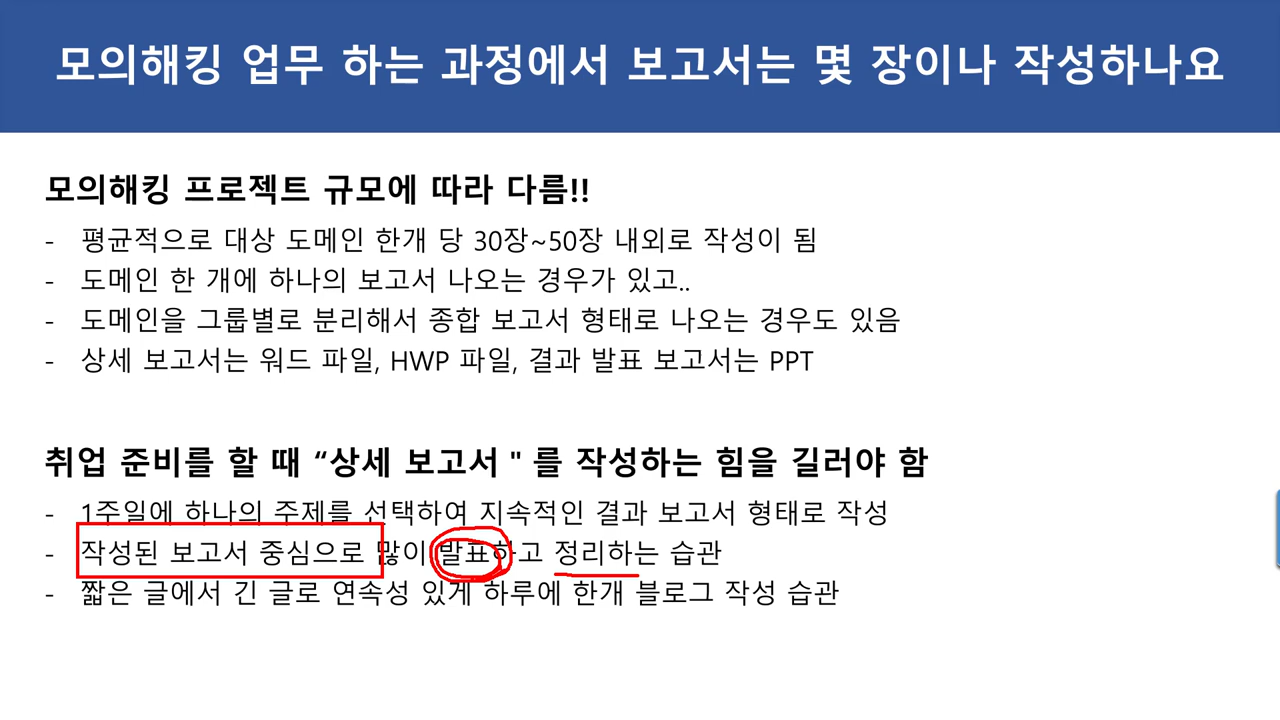 모의해킹 업무 하는 과정에서 보고서는 몇 장이나 작성하나요
모의해킹 프로젝트 규모에 따라 다름!!
- 평균적으로 대상 도메인 한개 당 30장~50장 내외로 작성이 됨
- 도메인 한 개에 하나의 보고서 나오는 경우가 있고..
- 도메인을 그룹별로 분리해서 종합 보고서 형태로 나오는 경우도 있음
- 상세 보고서는 워드 파일, HWP 파일, 결과 발표 보고서는 PPT
취업 준비를 할 때 “상세 보고서 " 를 작성하는 힘을 길러야 함
- 1주일에 하나의 주제를 선택하여 지속적인 결과 보고서 형태로 작성
- 작성된 보고서 중심으로 많이 발표하고 정리하는 습관
- 짧은 글에서 긴 글로 연속성 있게 하루에 한개 블로그 작성 습관